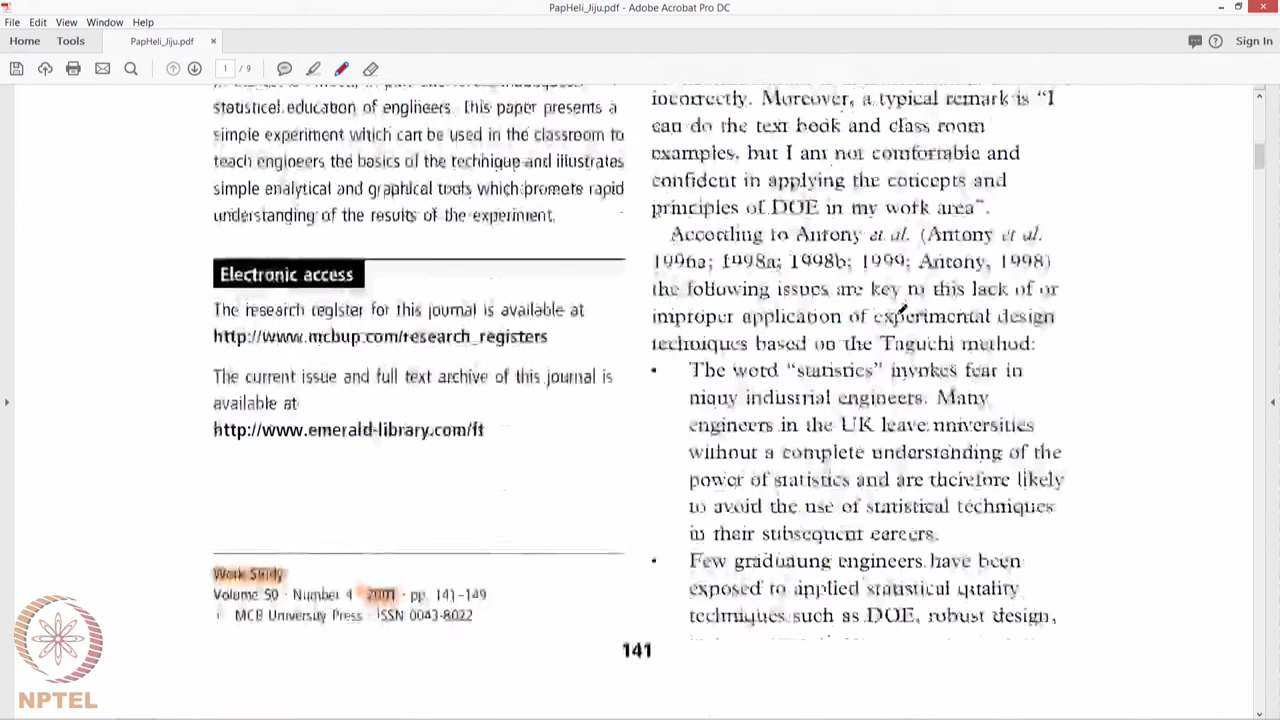 PapHeli_Jiju.pdf - Adobe Acrobat Pro DC
File Edit View Window Help
Home Tools PapHeli_Jiju.pdf × Sign In
1 / 9
statistical education of engineers. This paper presents a
simple experiment which can be used in the classroom to
teach engineers the basics of the technique and illustrates
simple analytical and graphical tools which promote rapid
understanding of the results of the experiment.
Electronic access
The research register for this journal is available at
http://www.mcbup.com/research_registers
The current issue and full text archive of this journal is
available at
http://www.emerald-library.com/ft
Work Study
Volume 50 · Number 4 · 2001 · pp. 141-149
MCB University Press · ISSN 0043-8022
incorrectly. Moreover, a typical remark is “I
can do the text book and class room
examples, but I am not comfortable and
confident in applying the concepts and
principles of DOE in my work area”.
According to Antony et al. (Antony et al.
1996a; 1998a; 1998b; 1999; Antony, 1998)
the following issues are key to this lack of or
improper application of experimental design
techniques based on the Taguchi method:
• The word “statistics” invokes fear in
many industrial engineers. Many
engineers in the UK leave universities
without a complete understanding of the
power of statistics and are therefore likely
to avoid the use of statistical techniques
in their subsequent careers.
• Few graduating engineers have been
exposed to applied statistical quality
techniques such as DOE, robust design,
141
NPTEL